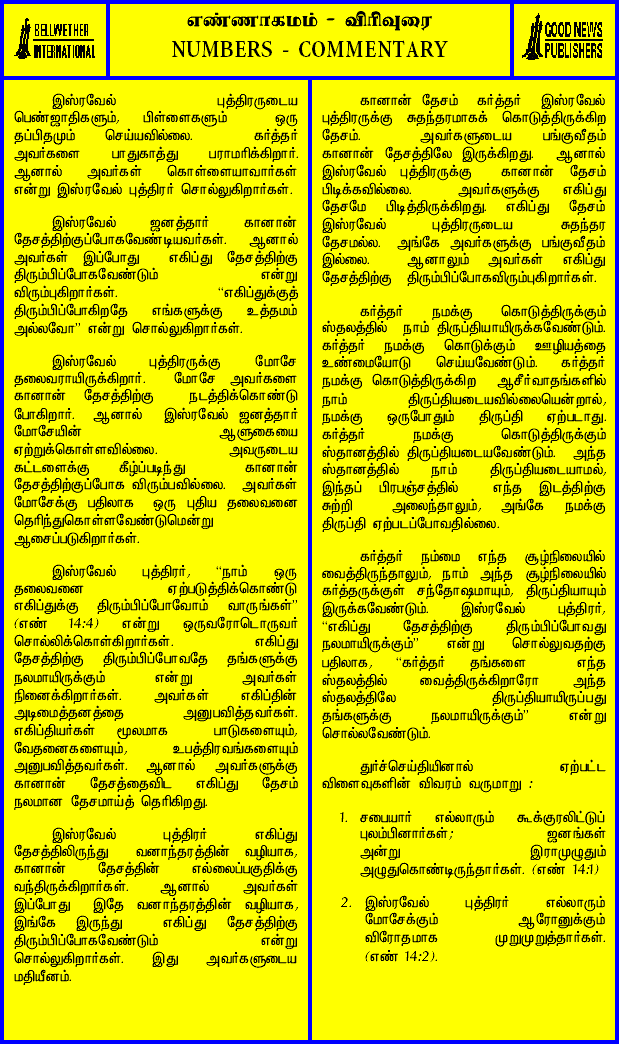 BELLWETHER
INTERNATIONAL
எண்ணாகமம் - விரிவுரை
NUMBERS - COMMENTARY
GOOD NEWS
PUBLISHERS
இஸ்ரவேல் புத்திரருடைய
பெண்ஜாதிகளும், பிள்ளைகளும் ஒரு
தப்பிதமும் செய்யவில்லை. கர்த்தர்
அவர்களை பாதுகாத்து பராமரிக்கிறார்.
ஆனால் அவர்கள் கொள்ளையாவார்கள்
என்று இஸ்ரவேல் புத்திரர் சொல்லுகிறார்கள்.
இஸ்ரவேல் ஜனத்தார் கானான்
தேசத்திற்குப்போகவேண்டியவர்கள். ஆனால்
அவர்கள் இப்போது எகிப்து தேசத்திற்கு
திரும்பிப்போகவேண்டும் என்று
விரும்புகிறார்கள். “எகிப்துக்குத்
திரும்பிப்போகிறதே எங்களுக்கு உத்தமம்
அல்லவோ” என்று சொல்லுகிறார்கள்.
இஸ்ரவேல் புத்திரருக்கு மோசே
தலைவராயிருக்கிறார். மோசே அவர்களை
கானான் தேசத்திற்கு நடத்திக்கொண்டு
போகிறார். ஆனால் இஸ்ரவேல் ஜனத்தார்
மோசேயின் ஆளுகையை
ஏற்றுக்கொள்ளவில்லை. அவருடைய
கட்டளைக்கு கீழ்ப்படிந்து கானான்
தேசத்திற்குப்போக விரும்பவில்லை. அவர்கள்
மோசேக்கு பதிலாக ஒரு புதிய தலைவனை
தெரிந்துகொள்ளவேண்டுமென்று
ஆசைப்படுகிறார்கள்.
இஸ்ரவேல் புத்திரர், “நாம் ஒரு
தலைவனை ஏற்படுத்திக்கொண்டு
எகிப்துக்கு திரும்பிப்போவோம் வாருங்கள்”
(எண் 14:4) என்று ஒருவரோடொருவர்
சொல்லிக்கொள்கிறார்கள். எகிப்து
தேசத்திற்கு திரும்பிப்போவதே தங்களுக்கு
நலமாயிருக்கும் என்று அவர்கள்
நினைக்கிறார்கள். அவர்கள் எகிப்தின்
அடிமைத்தனத்தை அனுபவித்தவர்கள்.
எகிப்தியர்கள் மூலமாக பாடுகளையும்,
வேதனைகளையும், உபத்திரவங்களையும்
அனுபவித்தவர்கள். ஆனால் அவர்களுக்கு
கானான் தேசத்தைவிட எகிப்து தேசம்
நலமான தேசமாய்த் தெரிகிறது.
இஸ்ரவேல் புத்திரர் எகிப்து
தேசத்திலிருந்து வனாந்தரத்தின் வழியாக,
கானான் தேசத்தின் எல்லைப்பகுதிக்கு
வந்திருக்கிறார்கள். ஆனால் அவர்கள்
இப்போது இதே வனாந்தரத்தின் வழியாக,
இங்கே இருந்து எகிப்து தேசத்திற்கு
திரும்பிப்போகவேண்டும் என்று
சொல்லுகிறார்கள். இது அவர்களுடைய
மதியீனம்.
கானான் தேசம் கர்த்தர் இஸ்ரவேல்
புத்திரருக்கு சுதந்தரமாகக் கொடுத்திருக்கிற
தேசம். அவர்களுடைய பங்குவீதம்
கானான் தேசத்திலே இருக்கிறது. ஆனால்
இஸ்ரவேல் புத்திரருக்கு கானான் தேசம்
பிடிக்கவில்லை. அவர்களுக்கு எகிப்து
தேசமே பிடித்திருக்கிறது. எகிப்து தேசம்
இஸ்ரவேல் புத்திரருடைய சுதந்தர
தேசமல்ல. அங்கே அவர்களுக்கு பங்குவீதம்
இல்லை. ஆனாலும் அவர்கள் எகிப்து
தேசத்திற்கு திரும்பிப்போகவிரும்புகிறார்கள்.
கர்த்தர் நமக்கு கொடுத்திருக்கும்
ஸ்தலத்தில் நாம் திருப்தியாயிருக்கவேண்டும்.
கர்த்தர் நமக்கு கொடுக்கும் ஊழியத்தை
உண்மையோடு செய்யவேண்டும். கர்த்தர்
நமக்கு கொடுத்திருக்கிற ஆசீர்வாதங்களில்
நாம் திருப்தியடையவில்லையென்றால்,
நமக்கு ஒருபோதும் திருப்தி ஏற்படாது.
கர்த்தர் நமக்கு கொடுத்திருக்கும்
ஸ்தானத்தில் திருப்தியடையவேண்டும். அந்த
ஸ்தானத்தில் நாம் திருப்தியடையாமல்,
இந்தப் பிரபஞ்சத்தில் எந்த இடத்திற்கு
சுற்றி அலைந்தாலும், அங்கே நமக்கு
திருப்தி ஏற்படப்போவதில்லை.
கர்த்தர் நம்மை எந்த சூழ்நிலையில்
வைத்திருந்தாலும், நாம் அந்த சூழ்நிலையில்
கர்த்தருக்குள் சந்தோஷமாயும், திருப்தியாயும்
இருக்கவேண்டும். இஸ்ரவேல் புத்திரர்,
“எகிப்து தேசத்திற்கு திரும்பிப்போவது
நலமாயிருக்கும்” என்று சொல்லுவதற்கு
பதிலாக, “கர்த்தர் தங்களை எந்த
ஸ்தலத்தில் வைத்திருக்கிறாரோ அந்த
ஸ்தலத்திலே திருப்தியாயிருப்பது
தங்களுக்கு நலமாயிருக்கும்” என்று
சொல்லவேண்டும்.
துர்ச்செய்தியினால் ஏற்பட்ட
விளைவுகளின் விவரம் வருமாறு :
1. சபையார் எல்லாரும் கூக்குரலிட்டுப்
புலம்பினார்கள்; ஜனங்கள்
அன்று இராமுழுதும்
அழுதுகொண்டிருந்தார்கள். (எண் 14:1)
2. இஸ்ரவேல் புத்திரர் எல்லாரும்
மோசேக்கும் ஆரோனுக்கும்
விரோதமாக முறுமுறுத்தார்கள்.
(எண் 14:2).